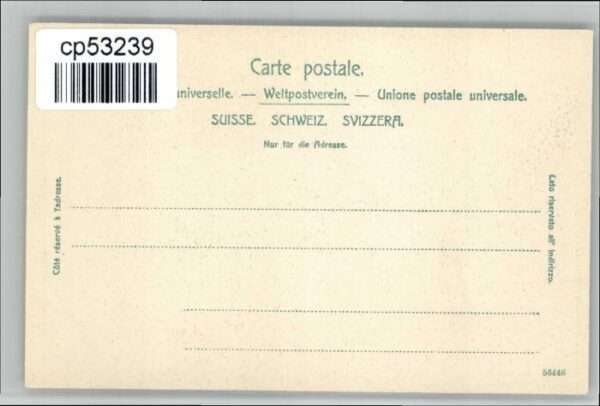 cp53239
Carte postale.
universelle. — Weltpostverein. — Unione postale universale.
SUISSE. SCHWEIZ. SVIZZERA.
Nur für die Adresse.
Côté réservé à l'adresse.
Lato riservato all' indirizzo.